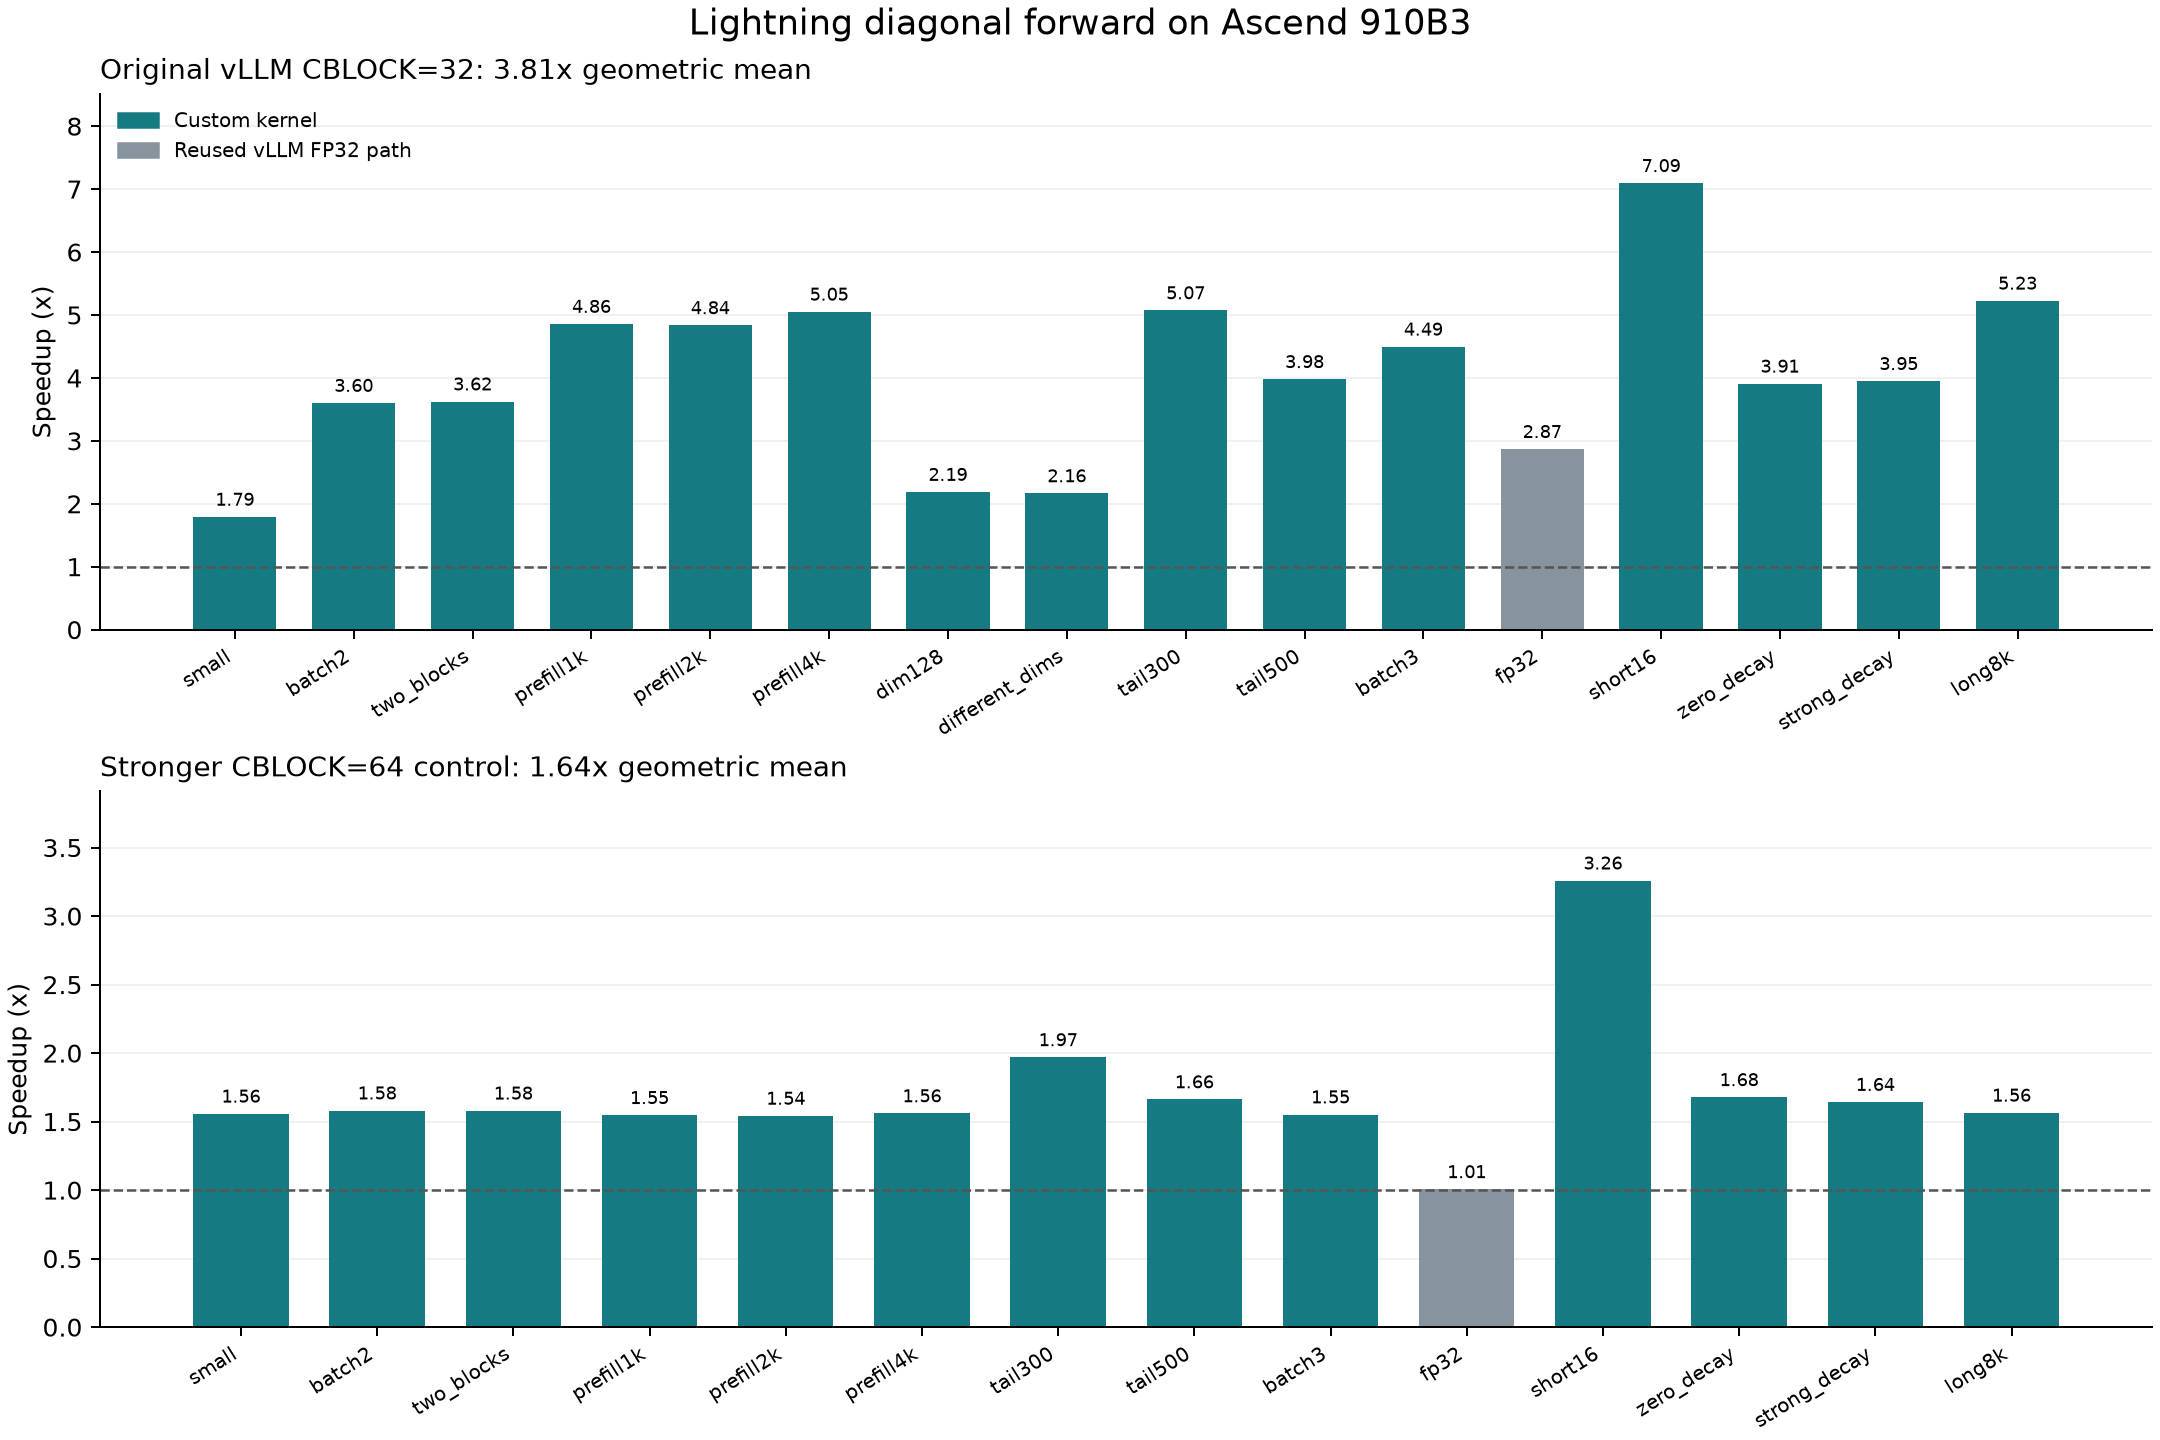 Lightning diagonal forward on Ascend 910B3
Original vLLM CBLOCK=32: 3.81x geometric mean
Custom kernel
Reused vLLM FP32 path
Speedup (x)
8
7
6
5
4
3
2
1
0
1.79
3.60
3.62
4.86
4.84
5.05
2.19
2.16
5.07
3.98
4.49
2.87
7.09
3.91
3.95
5.23
small
batch2
two_blocks
prefill1k
prefill2k
prefill4k
dim128
different_dims
tail300
tail500
batch3
fp32
short16
zero_decay
strong_decay
long8k
Stronger CBLOCK=64 control: 1.64x geometric mean
Speedup (x)
3.5
3.0
2.5
2.0
1.5
1.0
0.5
0.0
1.56
1.58
1.58
1.55
1.54
1.56
1.97
1.66
1.55
1.01
3.26
1.68
1.64
1.56
small
batch2
two_blocks
prefill1k
prefill2k
prefill4k
tail300
tail500
batch3
fp32
short16
zero_decay
strong_decay
long8k